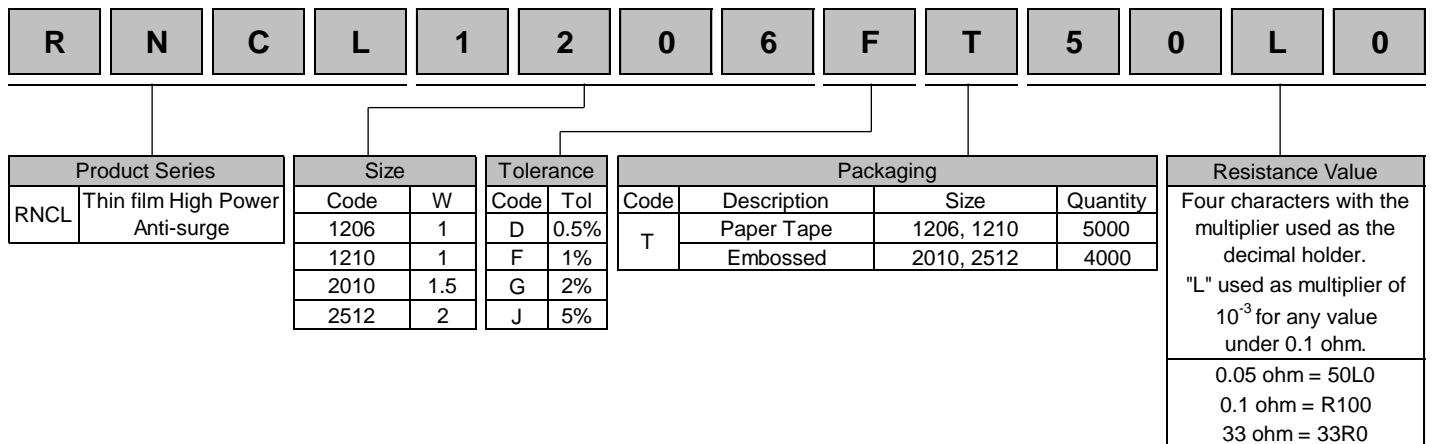 R N C L 1 2 0 6 F T 5 0 L 0
Product Series
RNCL Thin film High Power
Anti-surge
Size
Code W
1206 1
1210 1
2010 1.5
2512 2
Tolerance
Code Tol
D 0.5%
F 1%
G 2%
J 5%
Packaging
Code Description Size Quantity
T Paper Tape 1206, 1210 5000
Embossed 2010, 2512 4000
Resistance Value
Four characters with the
multiplier used as the
decimal holder.
"L" used as multiplier of
10⁻³ for any value
under 0.1 ohm.
0.05 ohm = 50L0
0.1 ohm = R100
33 ohm = 33R0